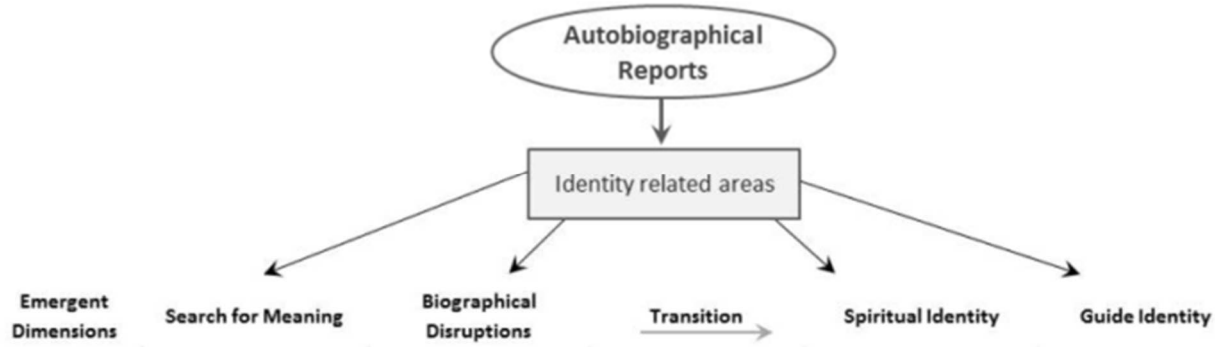 Autobiographical
Reports
Identity related areas
Emergent
Dimensions
Search for Meaning
Biographical
Disruptions
Transition
Spiritual Identity
Guide Identity